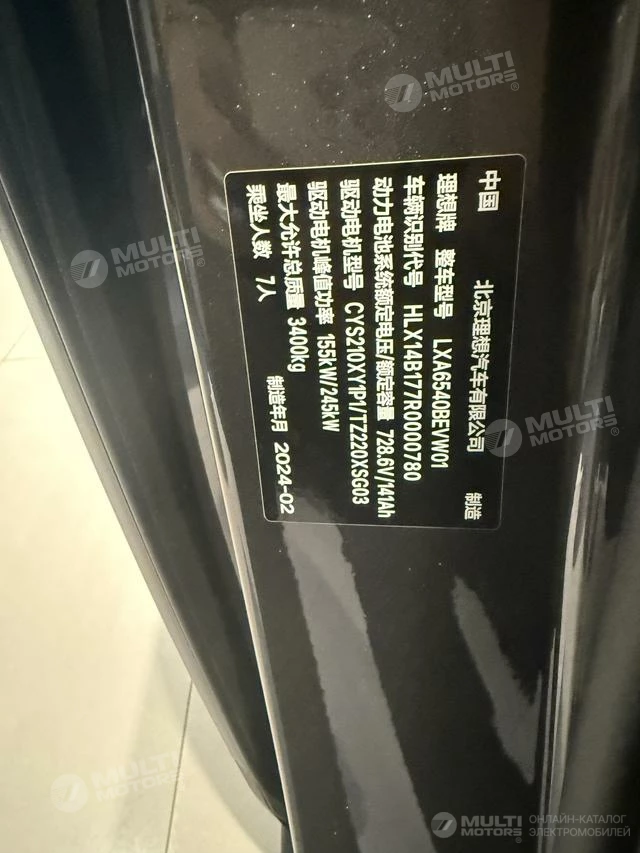 中国 北京理想汽车有限公司 制造
理想牌 整车型号 LXA6540BEVW01
车辆识别代号 HLX14B177R0000780
动力电池系统额定电压/额定容量 728.6V/141Ah
驱动电机型号 CYS210XY1P1/TZ220XSG03
驱动电机峰值功率 155kW/245kW
最大允许总质量 3400kg
乘坐人数 7人 制造年月 2024-02
MULTI
MOTORS®
MULTI
MOTORS®
MULTI
MOTORS®
MULTI
MOTORS®
MULTI
MOTORS®
ОНЛАЙН-КАТАЛОГ
ЭЛЕКТРОМОБИЛЕЙ